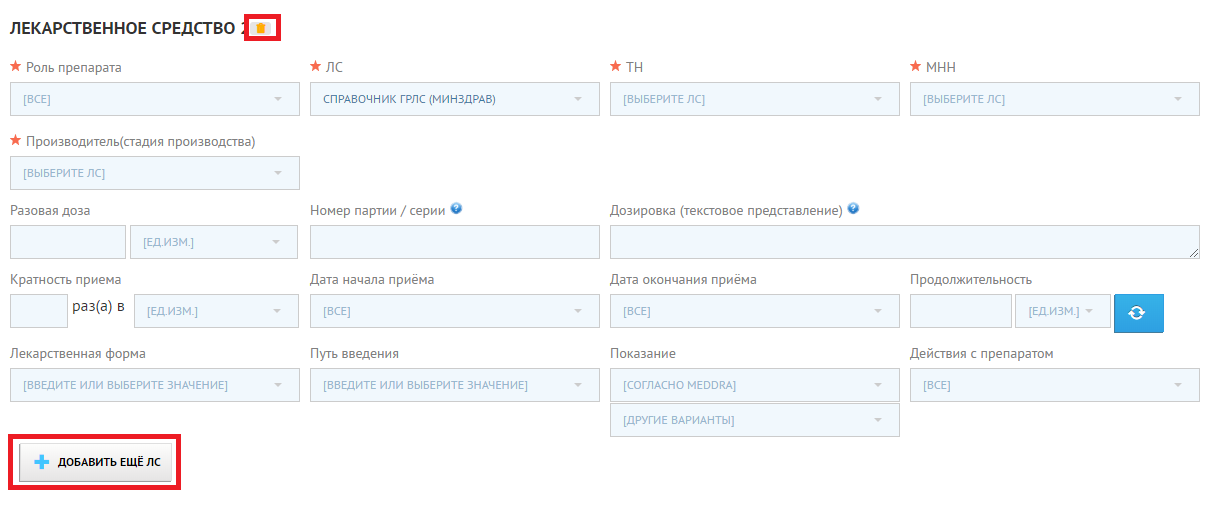 ЛЕКАРСТВЕННОЕ СРЕДСТВО 2
Роль препарата ЛС ТН МНН
[ВСЕ] СПРАВОЧНИК ГРЛС (МИНЗДРАВ) [ВЫБЕРИТЕ ЛС] [ВЫБЕРИТЕ ЛС]
Производитель(стадия производства)
[ВЫБЕРИТЕ ЛС]
Разовая доза Номер партии / серии Дозировка (текстовое представление)
[ЕД.ИЗМ.]
Кратность приема Дата начала приёма Дата окончания приёма Продолжительность
раз(а) в [ЕД.ИЗМ.] [ВСЕ] [ВСЕ] [ЕД.ИЗМ.]
Лекарственная форма Путь введения Показание Действия с препаратом
[ВВЕДИТЕ ИЛИ ВЫБЕРИТЕ ЗНАЧЕНИЕ] [ВВЕДИТЕ ИЛИ ВЫБЕРИТЕ ЗНАЧЕНИЕ] [СОГЛАСНО MEDDRA] [ВСЕ]
[ДРУГИЕ ВАРИАНТЫ]
ДОБАВИТЬ ЕЩЁ ЛС